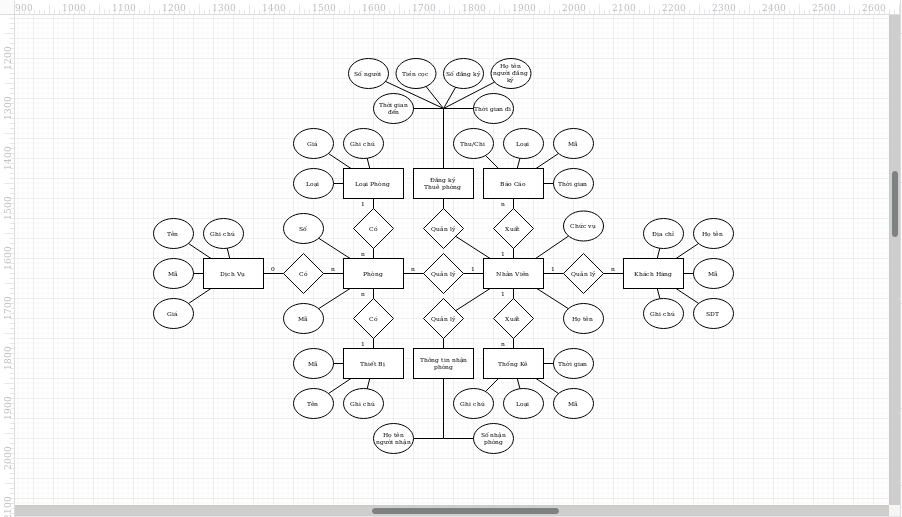 900 1000 1100 1200 1300 1400 1500 1600 1700 1800 1900 2000 2100 2200 2300 2400 2500 2600
1200
1300
1400
1500
1600
1700
1800
1900
2000
2100
Số người
Tiền cọc
Số đăng ký
Họ tên
người đăng
ký
Thời gian
đến
Thời gian đi
Giá
Ghi chú
Thu/Chi
Loại
Mã
Loại
Loại Phòng
Đăng ký
Thuê phòng
Báo Cáo
Thời gian
1
n
Tên
Ghi chú
Số
Có
Quản lý
Xuất
Chức vụ
Địa chỉ
Họ tên
n
1
Mã
Dịch Vụ
0
Có
n
Phòng
n
Quản lý
1
Nhân Viên
1
Quản lý
n
Khách Hàng
Mã
n
1
Giá
Mã
Có
Quản lý
Xuất
Họ tên
Ghi chú
SDT
1
n
Mã
Thiết Bị
Thông tin nhận
phòng
Thống Kê
Thời gian
Tên
Ghi chú
Ghi chú
Loại
Mã
Họ tên
người nhận
Số nhận
phòng